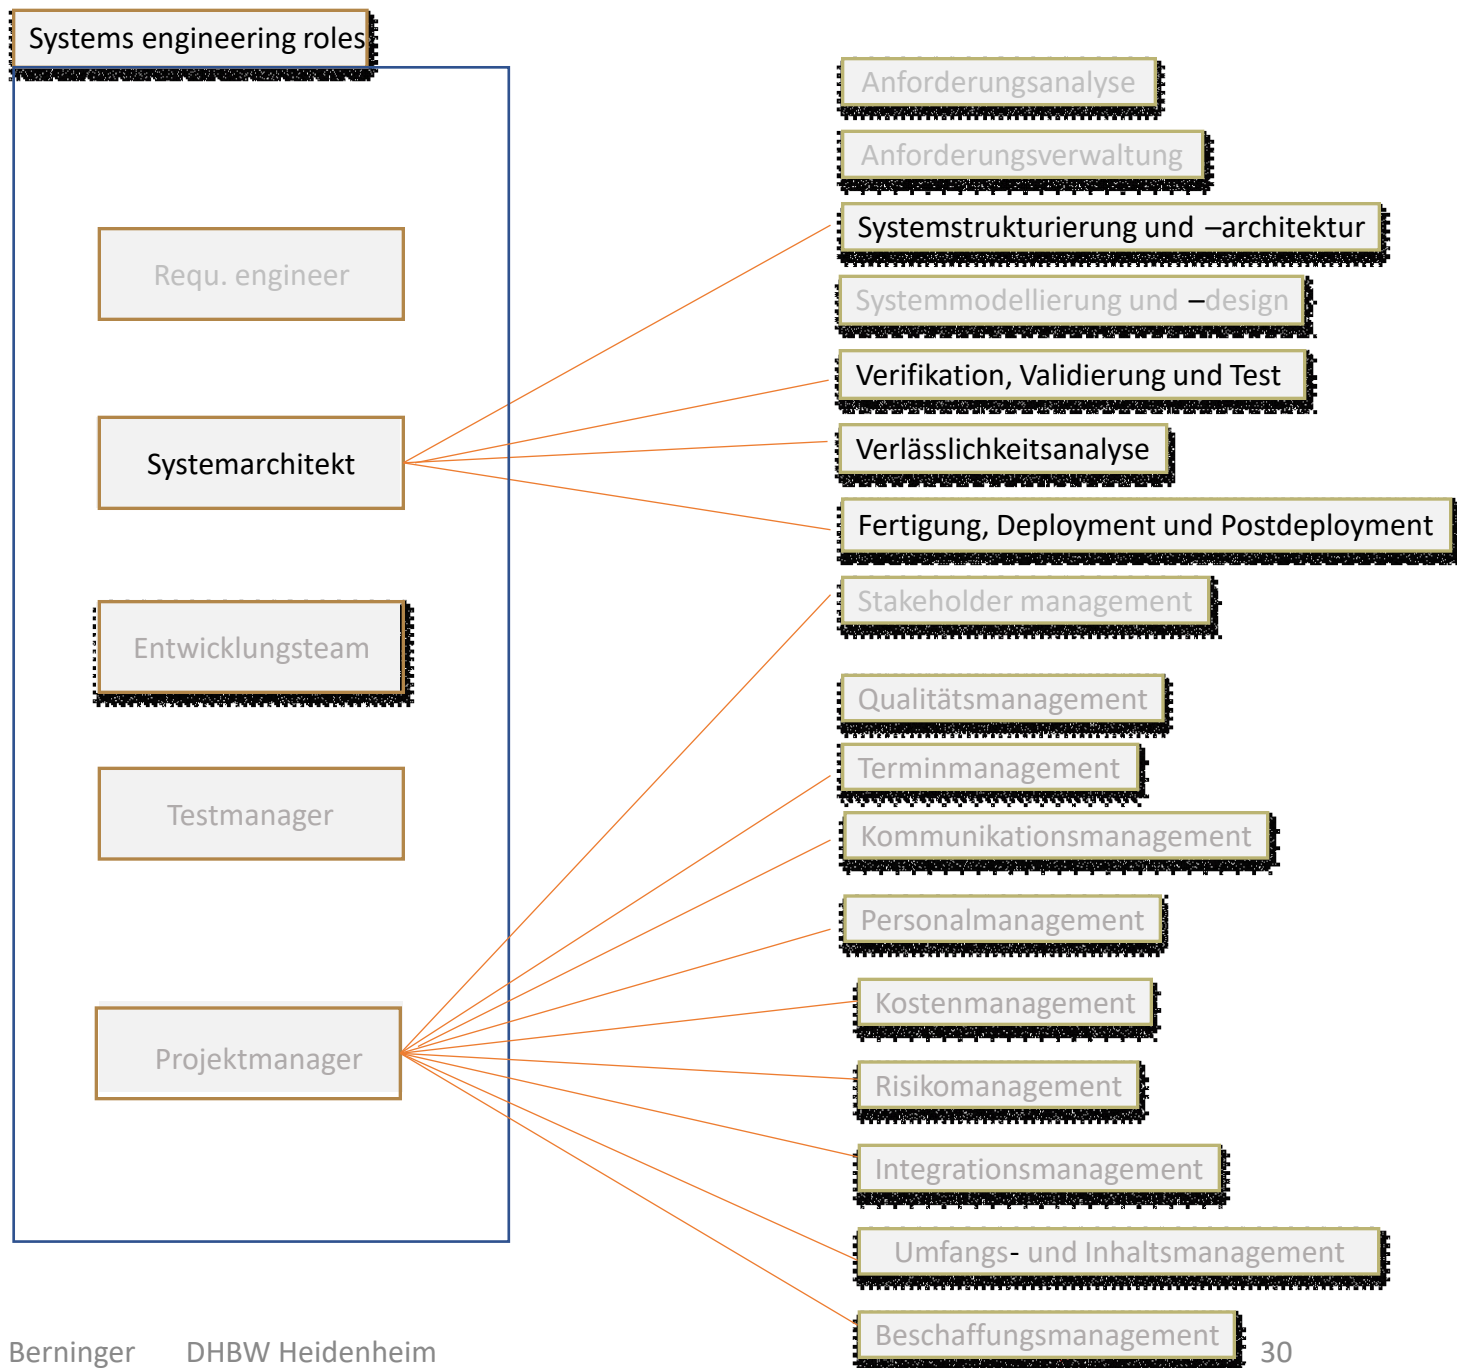 Systems engineering roles
Requ. engineer
Systemarchitekt
Entwicklungsteam
Testmanager
Projektmanager
Anforderungsanalyse
Anforderungsverwaltung
Systemstrukturierung und –architektur
Systemmodellierung und –design
Verifikation, Validierung und Test
Verlässlichkeitsanalyse
Fertigung, Deployment und Postdeployment
Stakeholder management
Qualitätsmanagement
Terminmanagement
Kommunikationsmanagement
Personalmanagement
Kostenmanagement
Risikomanagement
Integrationsmanagement
Umfangs- und Inhaltsmanagement
Beschaffungsmanagement
Berninger DHBW Heidenheim 30